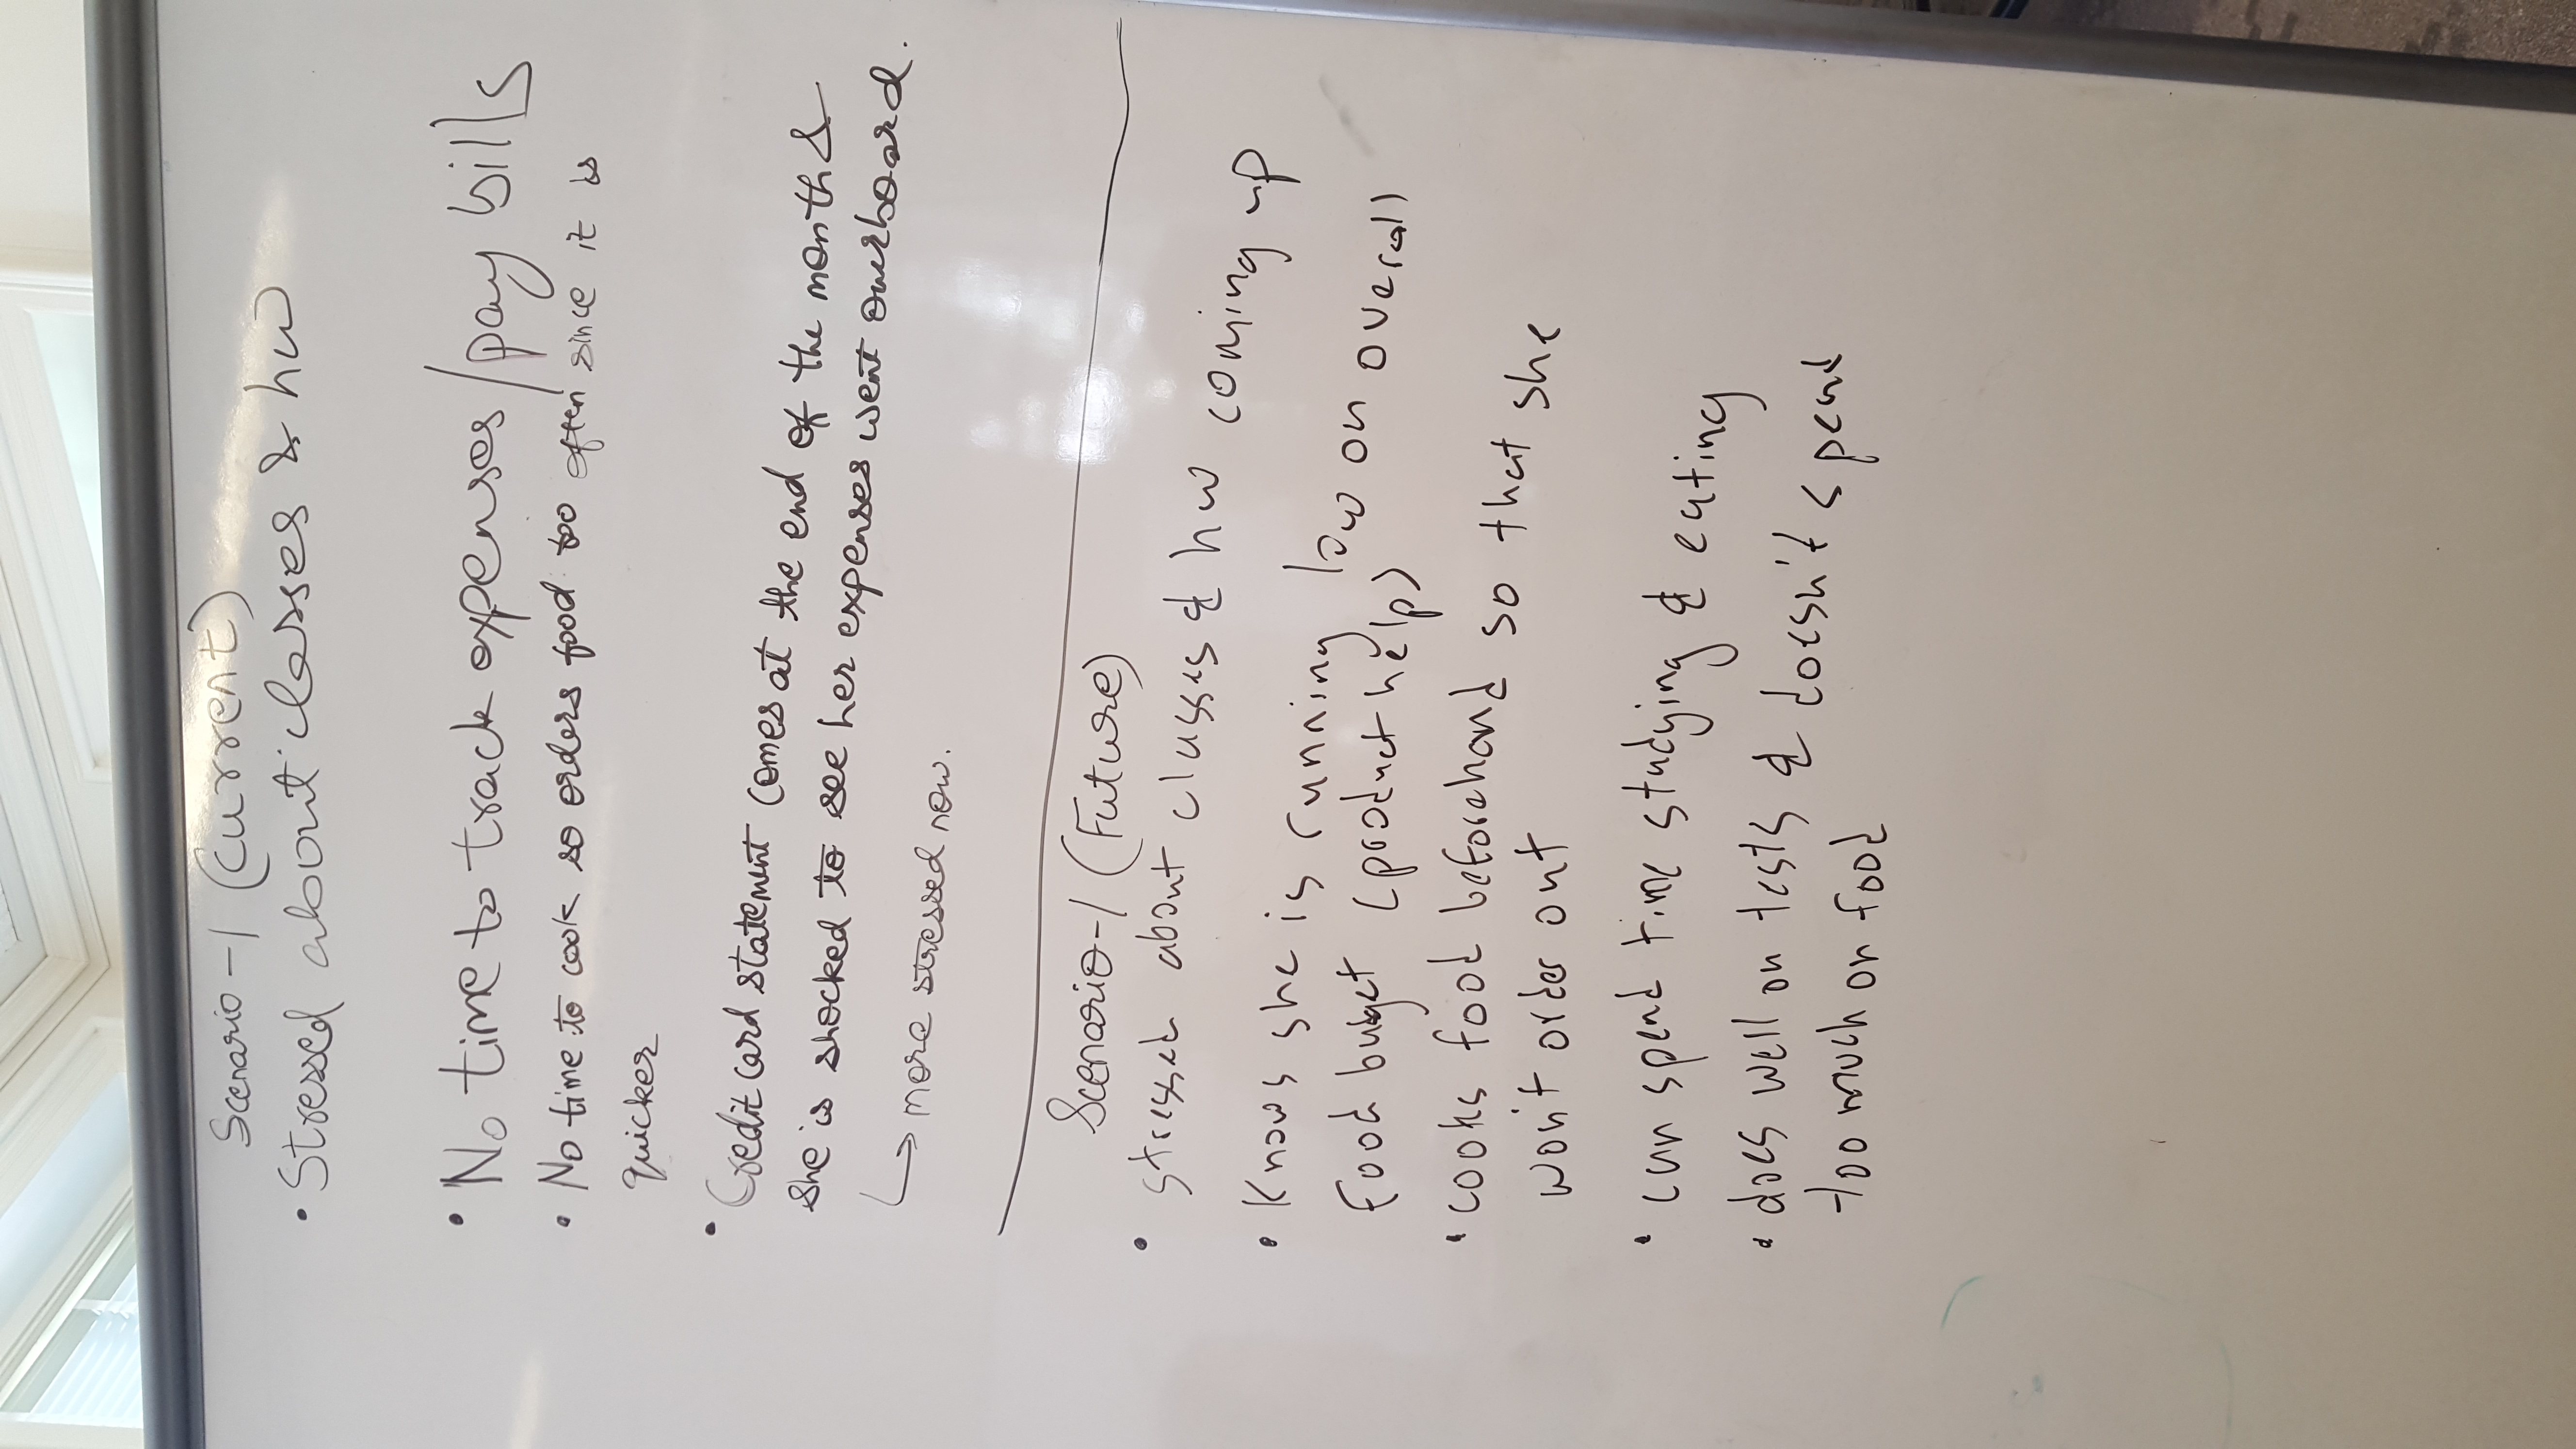 Scenario-1 (Current)
• Stressed about classes & hw
• No time to track expenses/pay bills
• No time to cook so orders food too often since it is
quicker
• Credit card statement comes at the end of the month &
she is shocked to see her expenses went overboard.
↳ more stressed now.
Scenario-1 (Future)
• stressed about classes & hw coming up
• Knows she is running low on overall
food buget (product help)
• cooks food beforehand so that she
won't order out
• can spend time studying & eating
• does well on tests & doesn't spend
too much on food